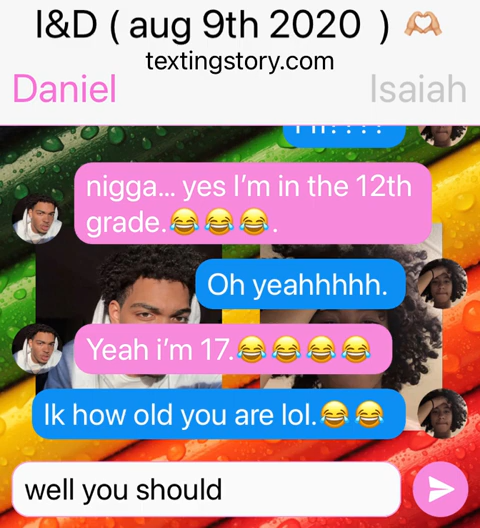 I&D ( aug 9th 2020 ) 🫶🏼
textingstory.com
Daniel Isaiah
nigga... yes I'm in the 12th
grade.😂😂😂.
Oh yeahhhhh.
Yeah i'm 17.😂😂😂😂
Ik how old you are lol.😂😂
well you should